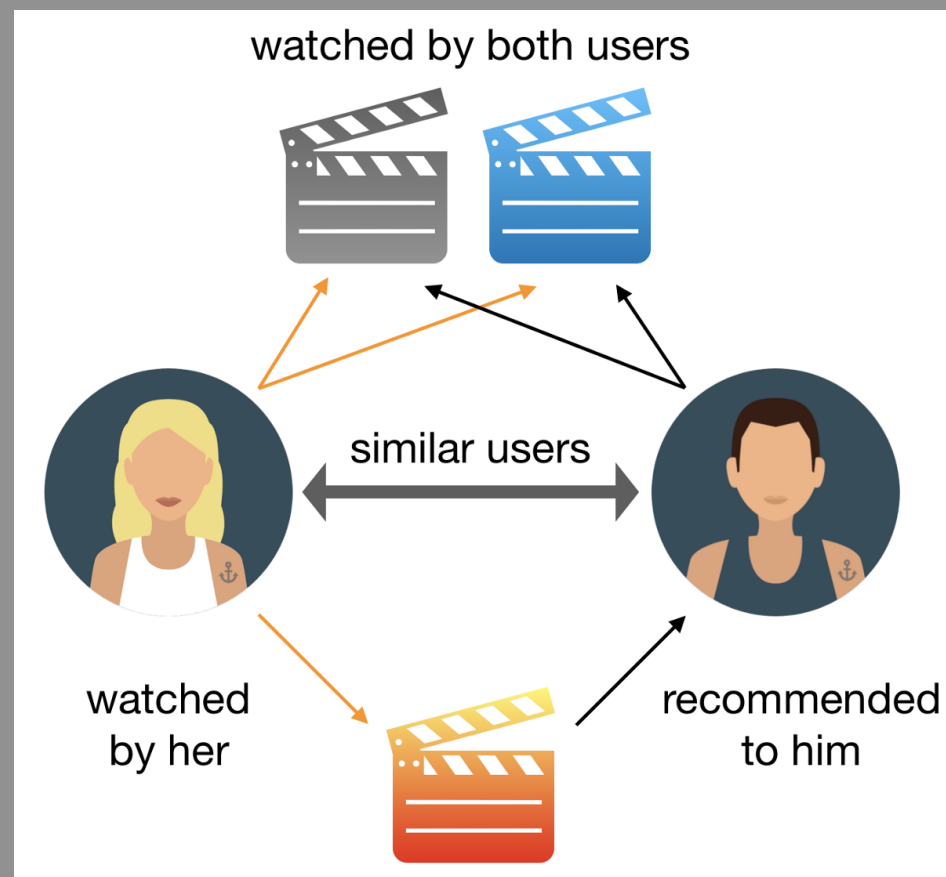 watched by both users
similar users
watched
by her
recommended
to him